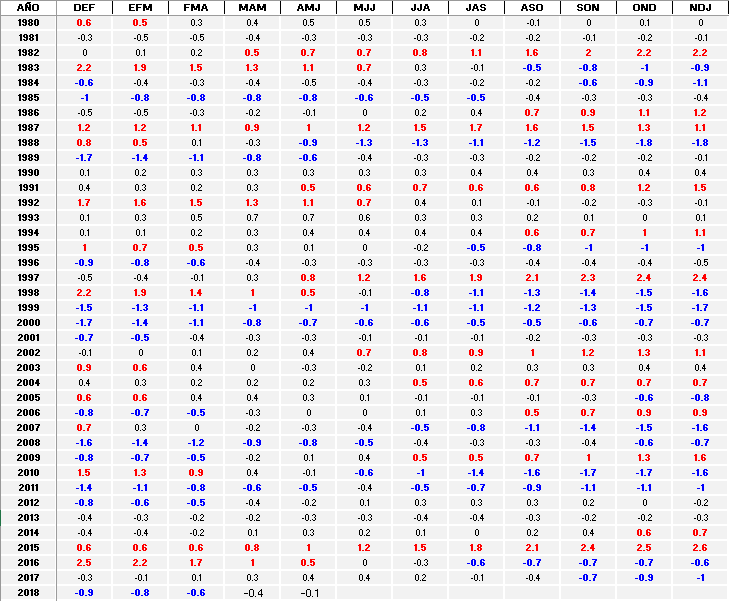 AÑO DEF EFM FMA MAM AMJ MJJ JJA JAS ASO SON OND NDJ
1980 0.6 0.5 0.3 0.4 0.5 0.5 0.3 0 -0.1 0 0.1 0
1981 -0.3 -0.5 -0.5 -0.4 -0.3 -0.3 -0.3 -0.2 -0.2 -0.1 -0.2 -0.1
1982 0 0.1 0.2 0.5 0.7 0.7 0.8 1.1 1.6 2 2.2 2.2
1983 2.2 1.9 1.5 1.3 1.1 0.7 0.3 -0.1 -0.5 -0.8 -1 -0.9
1984 -0.6 -0.4 -0.3 -0.4 -0.5 -0.4 -0.3 -0.2 -0.2 -0.6 -0.9 -1.1
1985 -1 -0.8 -0.8 -0.8 -0.8 -0.6 -0.5 -0.5 -0.4 -0.3 -0.3 -0.4
1986 -0.5 -0.5 -0.3 -0.2 -0.1 0 0.2 0.4 0.7 0.9 1.1 1.2
1987 1.2 1.2 1.1 0.9 1 1.2 1.5 1.7 1.6 1.5 1.3 1.1
1988 0.8 0.5 0.1 -0.3 -0.9 -1.3 -1.3 -1.1 -1.2 -1.5 -1.8 -1.8
1989 -1.7 -1.4 -1.1 -0.8 -0.6 -0.4 -0.3 -0.3 -0.2 -0.2 -0.2 -0.1
1990 0.1 0.2 0.3 0.3 0.3 0.3 0.3 0.4 0.4 0.3 0.4 0.4
1991 0.4 0.3 0.2 0.3 0.5 0.6 0.7 0.6 0.6 0.8 1.2 1.5
1992 1.7 1.6 1.5 1.3 1.1 0.7 0.4 0.1 -0.1 -0.2 -0.3 -0.1
1993 0.1 0.3 0.5 0.7 0.7 0.6 0.3 0.3 0.2 0.1 0 0.1
1994 0.1 0.1 0.2 0.3 0.4 0.4 0.4 0.4 0.6 0.7 1 1.1
1995 1 0.7 0.5 0.3 0.1 0 -0.2 -0.5 -0.8 -1 -1 -1
1996 -0.9 -0.8 -0.6 -0.4 -0.3 -0.3 -0.3 -0.3 -0.4 -0.4 -0.4 -0.5
1997 -0.5 -0.4 -0.1 0.3 0.8 1.2 1.6 1.9 2.1 2.3 2.4 2.4
1998 2.2 1.9 1.4 1 0.5 -0.1 -0.8 -1.1 -1.3 -1.4 -1.5 -1.6
1999 -1.5 -1.3 -1.1 -1 -1 -1 -1.1 -1.1 -1.2 -1.3 -1.5 -1.7
2000 -1.7 -1.4 -1.1 -0.8 -0.7 -0.6 -0.6 -0.5 -0.5 -0.6 -0.7 -0.7
2001 -0.7 -0.5 -0.4 -0.3 -0.3 -0.1 -0.1 -0.1 -0.2 -0.3 -0.3 -0.3
2002 -0.1 0 0.1 0.2 0.4 0.7 0.8 0.9 1 1.2 1.3 1.1
2003 0.9 0.6 0.4 0 -0.3 -0.2 0.1 0.2 0.3 0.3 0.4 0.4
2004 0.4 0.3 0.2 0.2 0.2 0.3 0.5 0.6 0.7 0.7 0.7 0.7
2005 0.6 0.6 0.4 0.4 0.3 0.1 -0.1 -0.1 -0.1 -0.3 -0.6 -0.8
2006 -0.8 -0.7 -0.5 -0.3 0 0 0.1 0.3 0.5 0.7 0.9 0.9
2007 0.7 0.3 0 -0.2 -0.3 -0.4 -0.5 -0.8 -1.1 -1.4 -1.5 -1.6
2008 -1.6 -1.4 -1.2 -0.9 -0.8 -0.5 -0.4 -0.3 -0.3 -0.4 -0.6 -0.7
2009 -0.8 -0.7 -0.5 -0.2 0.1 0.4 0.5 0.5 0.7 1 1.3 1.6
2010 1.5 1.3 0.9 0.4 -0.1 -0.6 -1 -1.4 -1.6 -1.7 -1.7 -1.6
2011 -1.4 -1.1 -0.8 -0.6 -0.5 -0.4 -0.5 -0.7 -0.9 -1.1 -1.1 -1
2012 -0.8 -0.6 -0.5 -0.4 -0.2 0.1 0.3 0.3 0.3 0.2 0 -0.2
2013 -0.4 -0.3 -0.2 -0.2 -0.3 -0.3 -0.4 -0.4 -0.3 -0.2 -0.2 -0.3
2014 -0.4 -0.4 -0.2 0.1 0.3 0.2 0.1 0 0.2 0.4 0.6 0.7
2015 0.6 0.6 0.6 0.8 1 1.2 1.5 1.8 2.1 2.4 2.5 2.6
2016 2.5 2.2 1.7 1 0.5 0 -0.3 -0.6 -0.7 -0.7 -0.7 -0.6
2017 -0.3 -0.1 0.1 0.3 0.4 0.4 0.2 -0.1 -0.4 -0.7 -0.9 -1
2018 -0.9 -0.8 -0.6 -0.4 -0.1